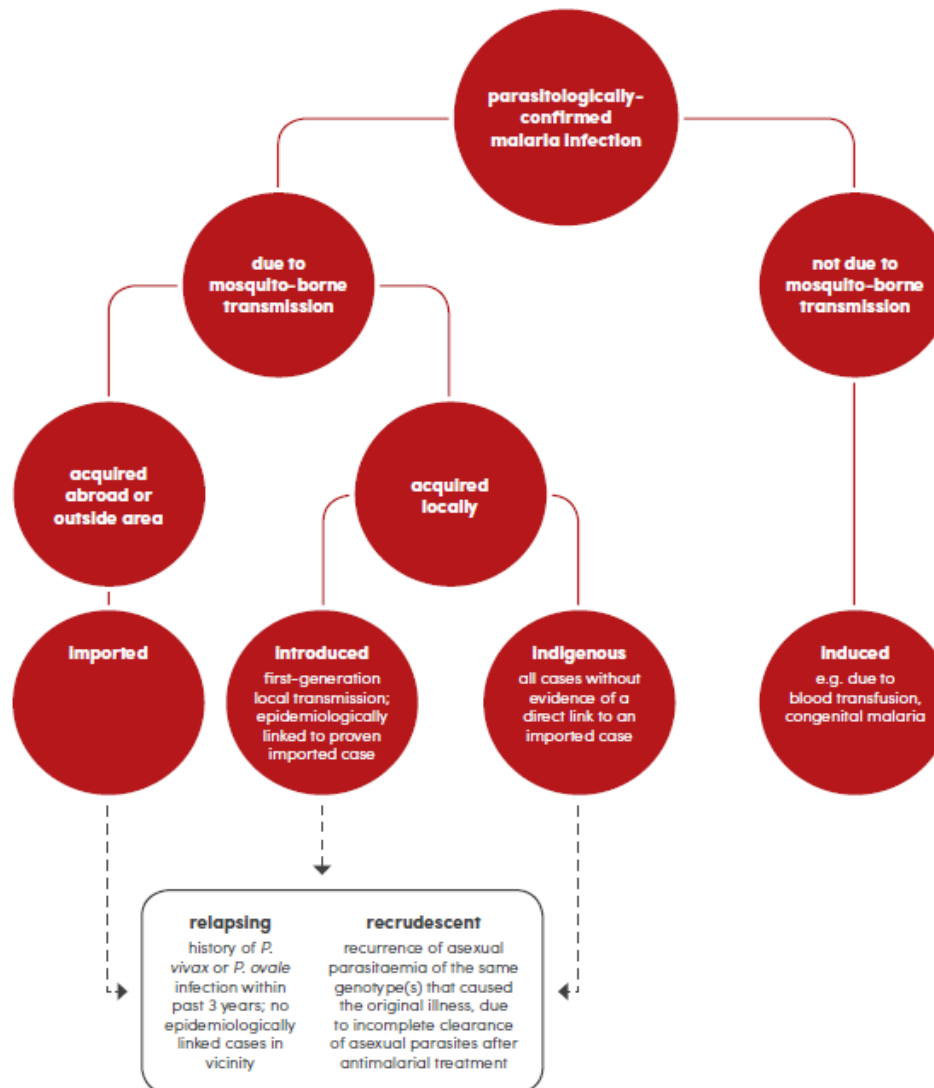 parasitologically-
confirmed
malaria infection
due to
mosquito-borne
transmission
not due to
mosquito-borne
transmission
acquired
abroad or
outside area
acquired
locally
Imported
Introduced
first-generation
local transmission;
epidemiologically
linked to proven
imported case
Indigenous
all cases without
evidence of a
direct link to an
imported case
Induced
e.g. due to
blood transfusion,
congenital malaria
relapsing
history of P.
vivax or P. ovale
infection within
past 3 years; no
epidemiologically
linked cases in
vicinity
recrudescent
recurrence of asexual
parasitaemia of the same
genotype(s) that caused
the original illness, due
to incomplete clearance
of asexual parasites after
antimalarial treatment